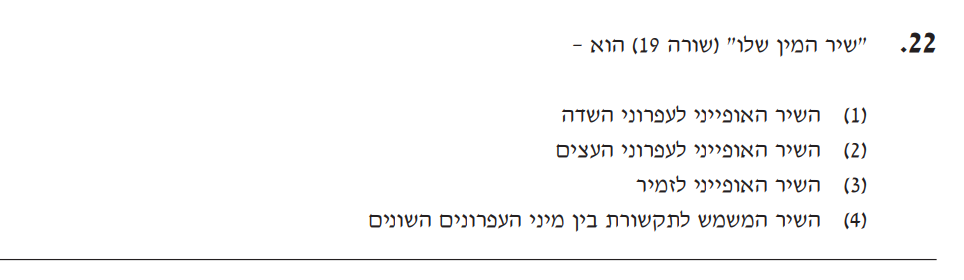 22. "שיר המין שלו" (שורה 19) הוא –
(1) השיר האופייני לעפרוני השדה
(2) השיר האופייני לעפרוני העצים
(3) השיר האופייני לזמיר
(4) השיר המשמש לתקשורת בין מיני העפרונים השונים